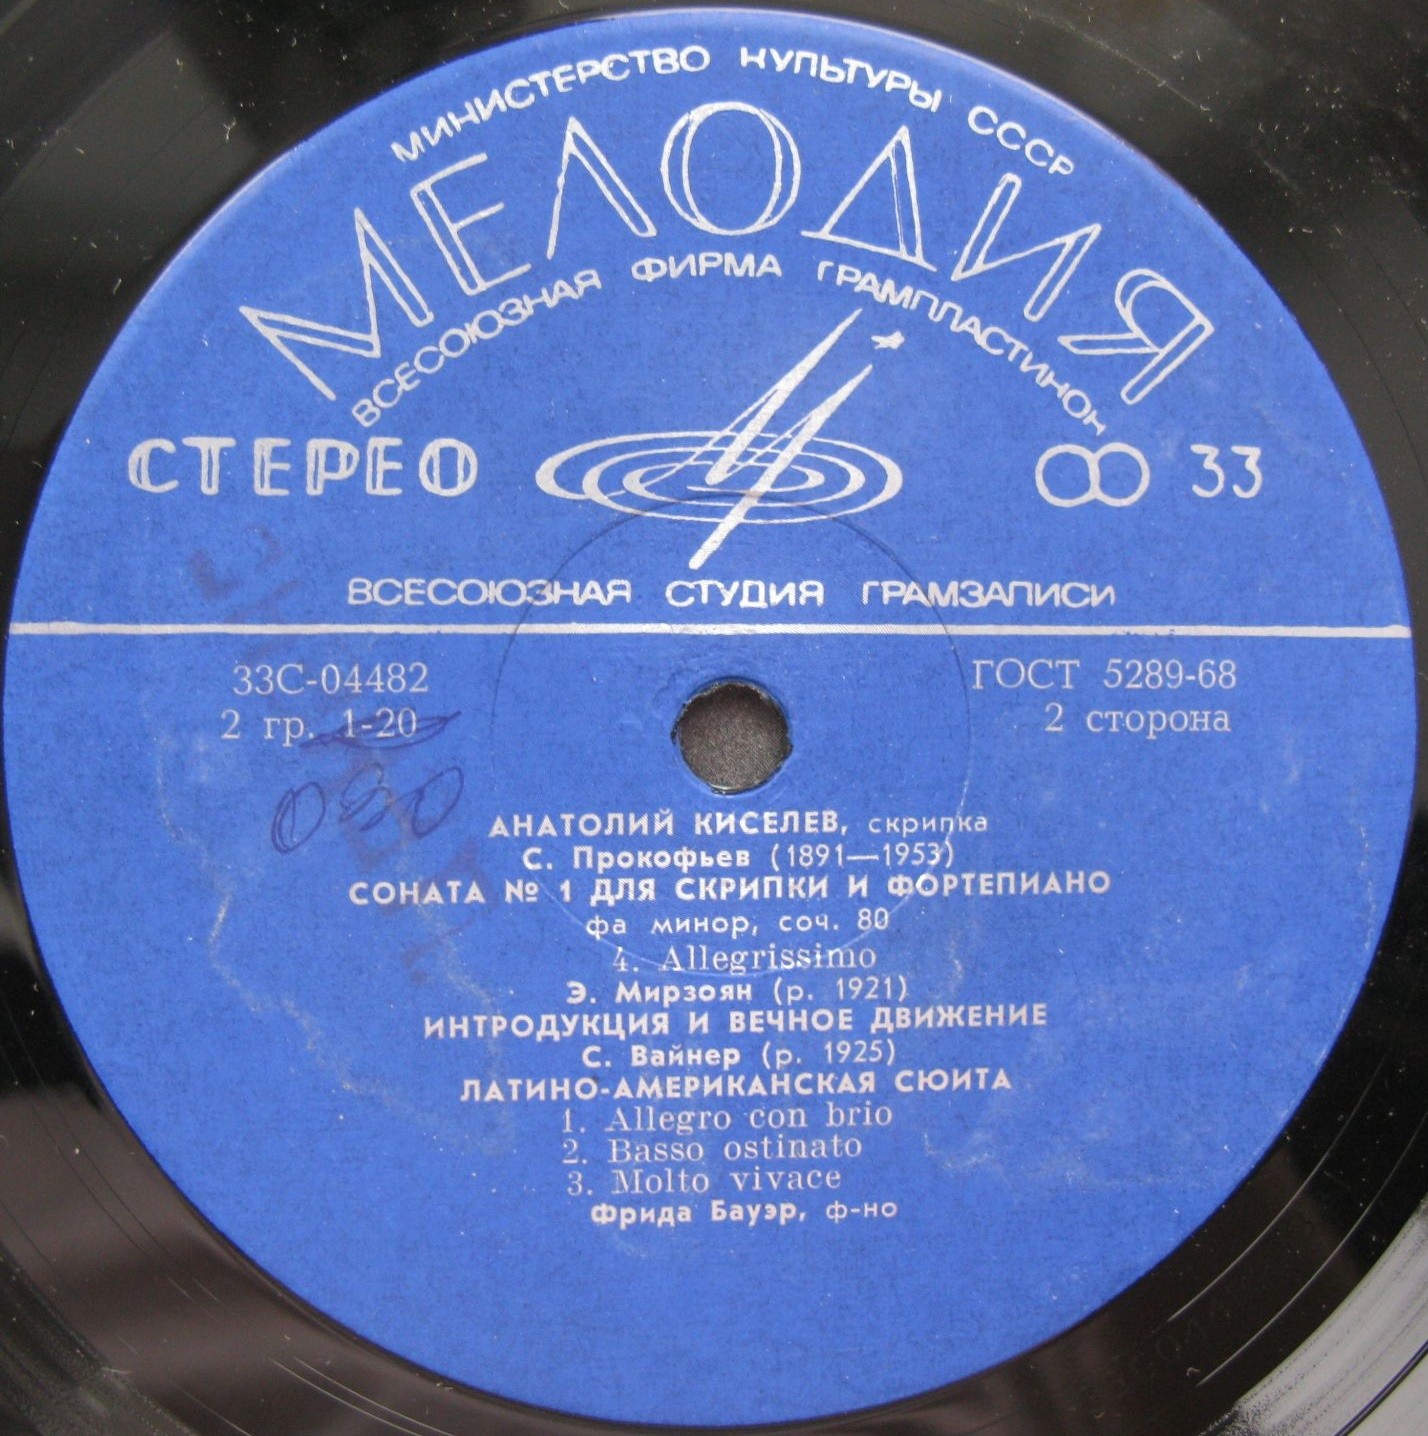 МИНИСТЕРСТВО КУЛЬТУРЫ СССР
МЕЛОДИЯ
ВСЕСОЮЗНАЯ ФИРМА ГРАМПЛАСТИНОК
СТЕРЕО
33
ВСЕСОЮЗНАЯ СТУДИЯ ГРАМЗАПИСИ
33С-04482
ГОСТ 5289-68
2 гр. 1-20
2 сторона
АНАТОЛИЙ КИСЕЛЕВ, скрипка
С. Прокофьев (1891—1953)
СОНАТА № 1 ДЛЯ СКРИПКИ И ФОРТЕПИАНО
фа минор, соч. 80
4. Allegrissimo
Э. Мирзоян (р. 1921)
ИНТРОДУКЦИЯ И ВЕЧНОЕ ДВИЖЕНИЕ
С. Вайнер (р. 1925)
ЛАТИНО-АМЕРИКАНСКАЯ СЮИТА
1. Allegro con brio
2. Basso ostinato
3. Molto vivace
Фрида Бауэр, ф-но